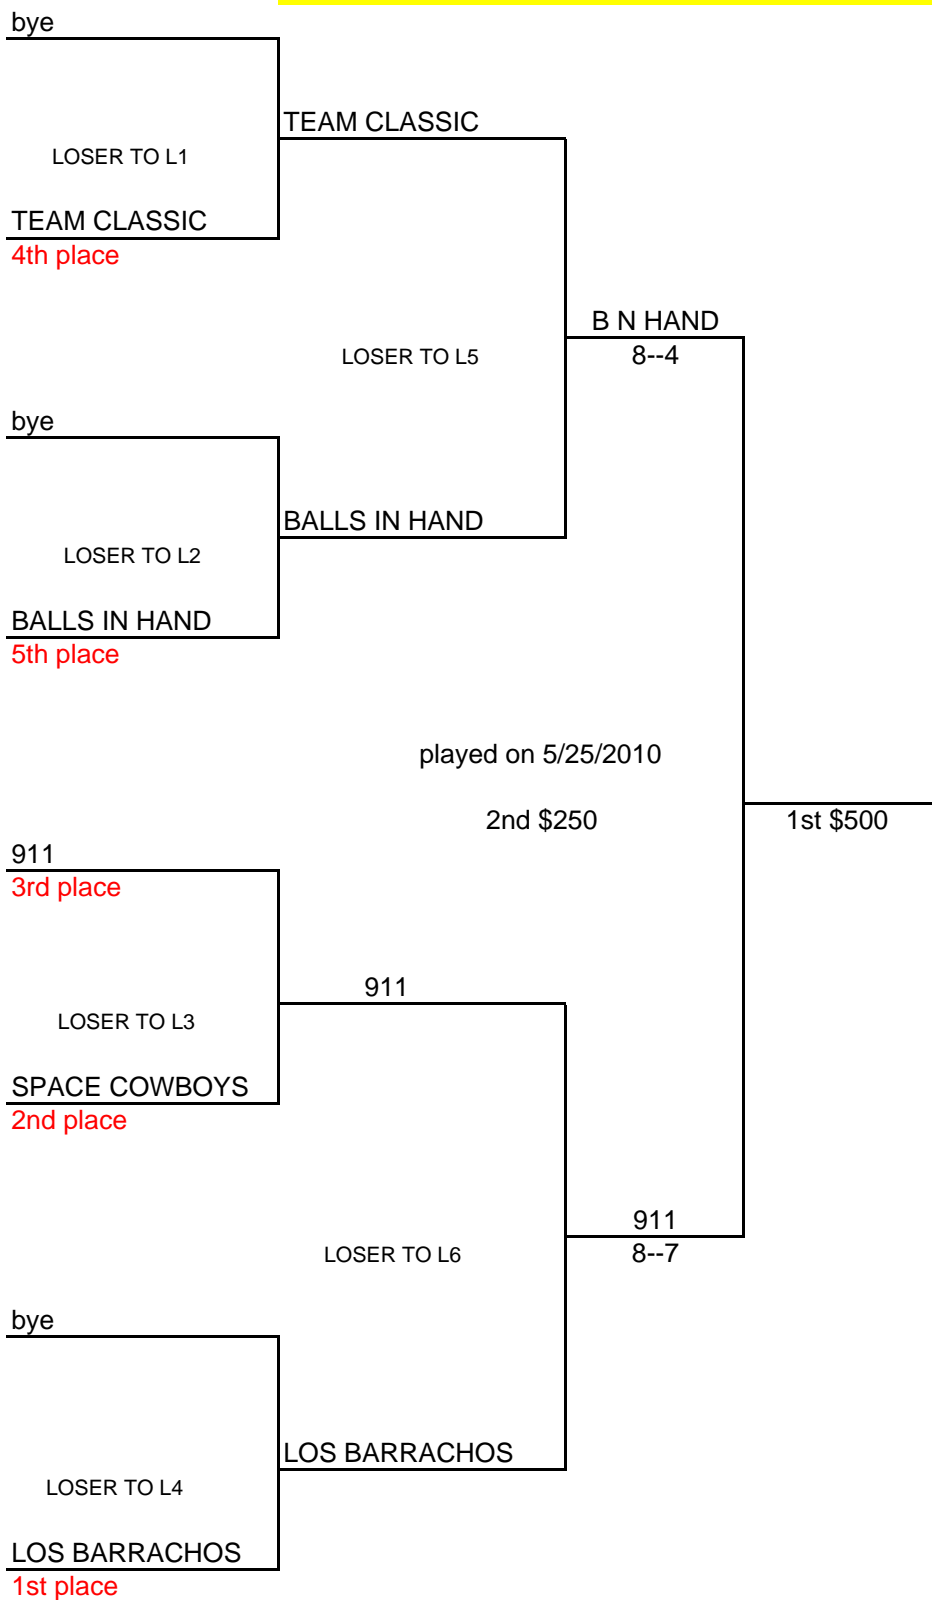 bye
TEAM CLASSIC
LOSER TO L1
TEAM CLASSIC
4th place
B N HAND
LOSER TO L5
8--4
bye
BALLS IN HAND
LOSER TO L2
BALLS IN HAND
5th place
played on 5/25/2010
2nd $250
1st $500
911
3rd place
911
LOSER TO L3
SPACE COWBOYS
2nd place
911
LOSER TO L6
8--7
bye
LOS BARRACHOS
LOSER TO L4
LOS BARRACHOS
1st place